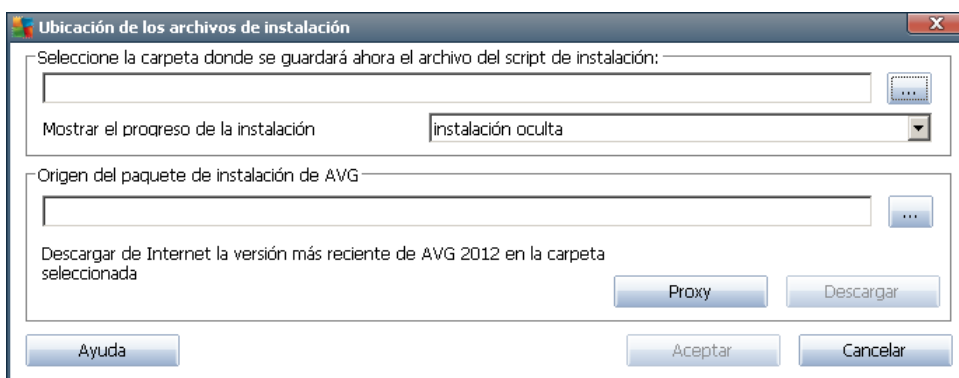 Ubicación de los archivos de instalación
X
Seleccione la carpeta donde se guardará ahora el archivo del script de instalación:
...
Mostrar el progreso de la instalación
instalación oculta
Origen del paquete de instalación de AVG
...
Descargar de Internet la versión más reciente de AVG 2012 en la carpeta
seleccionada
Proxy
Descargar
Ayuda
Aceptar
Cancelar